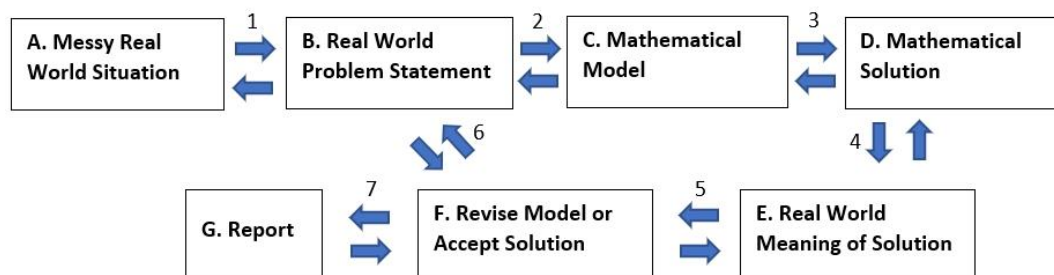 1
2
3
A. Messy Real
World Situation
B. Real World
Problem Statement
C. Mathematical
Model
D. Mathematical
Solution
6
4
7
5
G. Report
F. Revise Model or
Accept Solution
E. Real World
Meaning of Solution